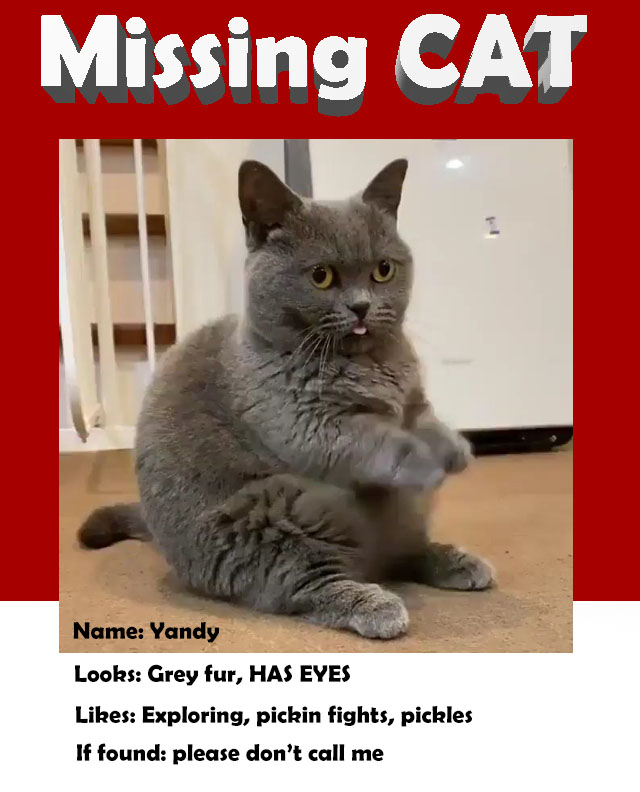 Missing CAT
Name: Yandy
Looks: Grey fur, HAS EYES
Likes: Exploring, pickin fights, pickles
If found: please don’t call me